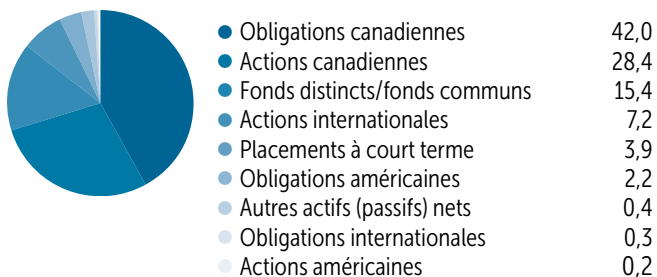 Obligations canadiennes 42,0
Actions canadiennes 28,4
Fonds distincts/fonds communs 15,4
Actions internationales 7,2
Placements à court terme 3,9
Obligations américaines 2,2
Autres actifs (passifs) nets 0,4
Obligations internationales 0,3
Actions américaines 0,2